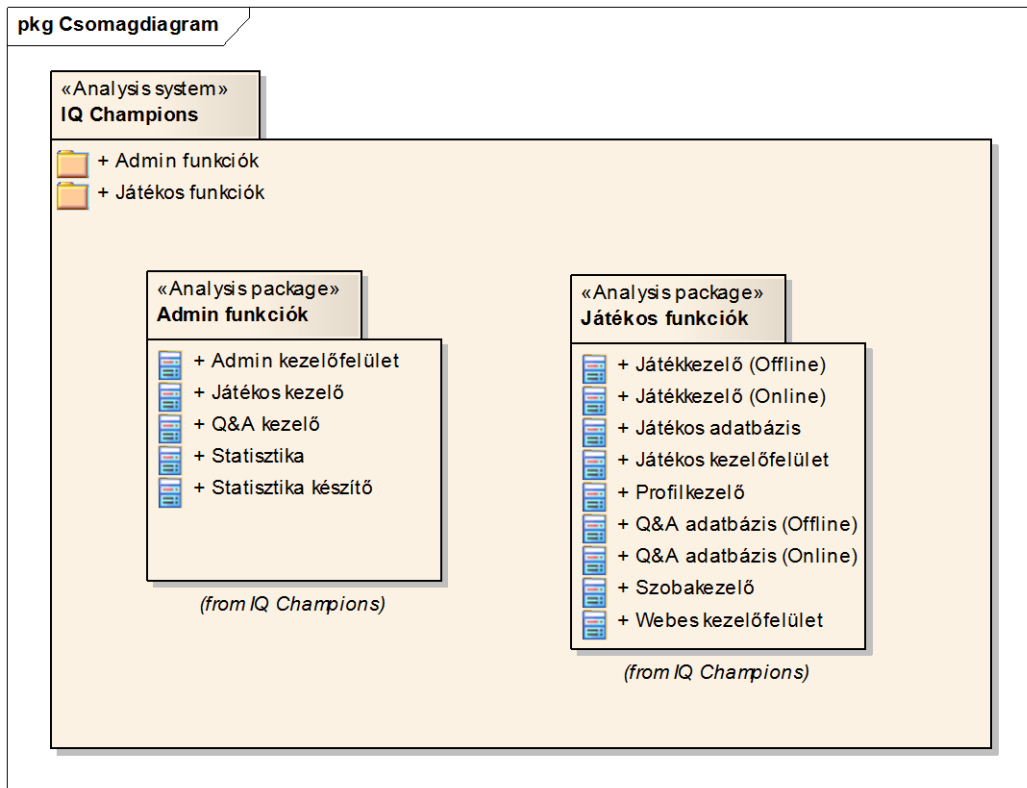 pkg Csomagdiagram
«Analysis system»
IQ Champions
+ Admin funkciók
+ Játékos funkciók
«Analysis package»
Admin funkciók
+ Admin kezelőfelület
+ Játékos kezelő
+ Q&A kezelő
+ Statisztika
+ Statisztika készítő
(from IQ Champions)
«Analysis package»
Játékos funkciók
+ Játékkezelő (Offline)
+ Játékkezelő (Online)
+ Játékos adatbázis
+ Játékos kezelőfelület
+ Profilkezelő
+ Q&A adatbázis (Offline)
+ Q&A adatbázis (Online)
+ Szobakezelő
+ Webes kezelőfelület
(from IQ Champions)